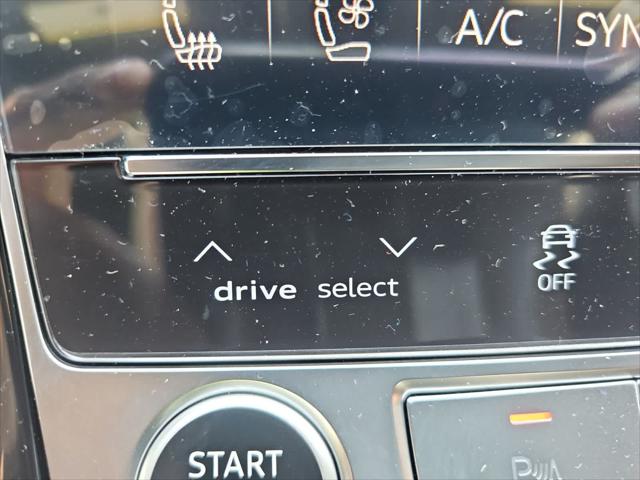 A/C SYN
drive select
OFF
START
P